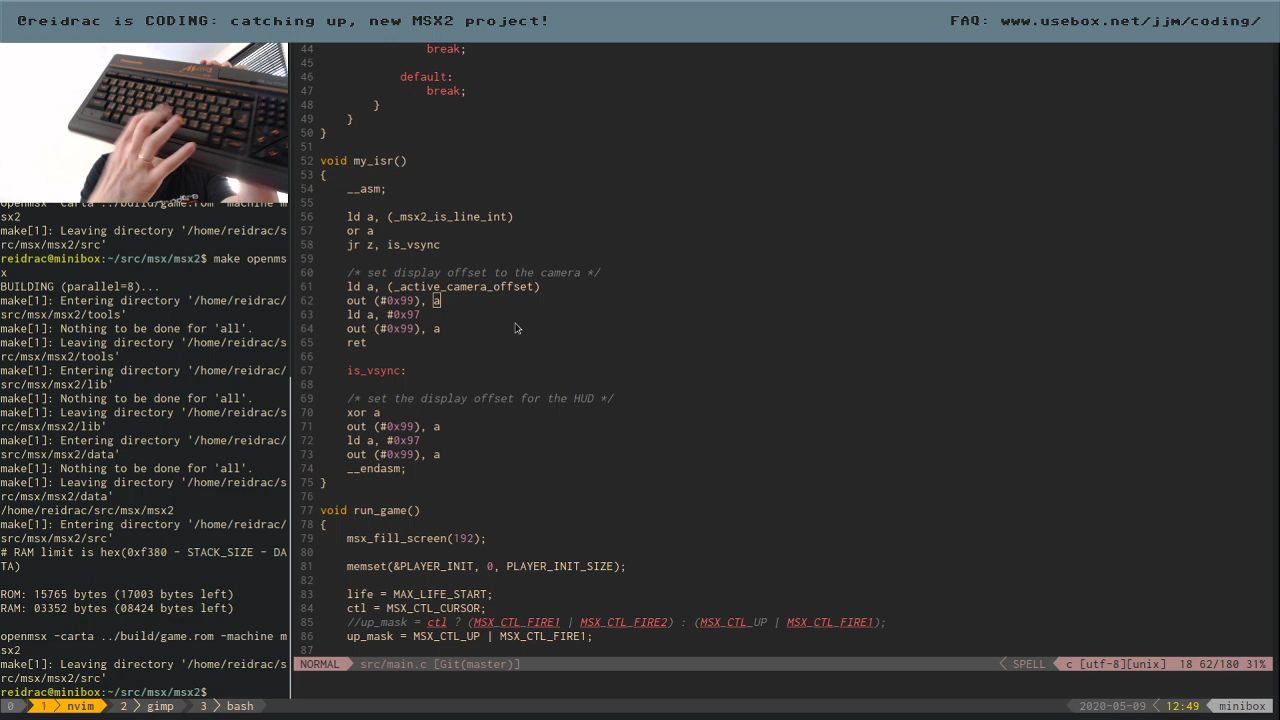 @reidrac is CODING: catching up, new MSX2 project!
FAQ: www.usebox.net/jjm/coding/
openmsx -carta ../build/game.rom -machine m
sx2
make[1]: Leaving directory '/home/reidrac/s
rc/msx/msx2/src'
reidrac@minibox:~/src/msx/msx2$ make openms
x
BUILDING (parallel=8)...
make[1]: Entering directory '/home/reidrac/
src/msx/msx2/tools'
make[1]: Nothing to be done for 'all'.
make[1]: Leaving directory '/home/reidrac/s
rc/msx/msx2/tools'
make[1]: Entering directory '/home/reidrac/
src/msx/msx2/lib'
make[1]: Nothing to be done for 'all'.
make[1]: Leaving directory '/home/reidrac/s
rc/msx/msx2/lib'
make[1]: Entering directory '/home/reidrac/
src/msx/msx2/data'
make[1]: Nothing to be done for 'all'.
make[1]: Leaving directory '/home/reidrac/s
rc/msx/msx2/data'
/home/reidrac/src/msx/msx2
make[1]: Entering directory '/home/reidrac/
src/msx/msx2/src'
# RAM limit is hex(0xf380 - STACK_SIZE - DA
TA)
ROM: 15765 bytes (17003 bytes left)
RAM: 03352 bytes (08424 bytes left)
openmsx -carta ../build/game.rom -machine m
sx2
make[1]: Leaving directory '/home/reidrac/s
rc/msx/msx2/src'
reidrac@minibox:~/src/msx/msx2$
44 break;
45
46 default:
47 break;
48 }
49 }
50 }
51
52 void my_isr()
53 {
54 __asm;
55
56 ld a, (_msx2_is_line_int)
57 or a
58 jr z, is_vsync
59
60 /* set display offset to the camera */
61 ld a, (_active_camera_offset)
62 out (#0x99), a
63 ld a, #0x97
64 out (#0x99), a
65 ret
66
67 is_vsync:
68
69 /* set the display offset for the HUD */
70 xor a
71 out (#0x99), a
72 ld a, #0x97
73 out (#0x99), a
74 __endasm;
75 }
76
77 void run_game()
78 {
79 msx_fill_screen(192);
80
81 memset(&PLAYER_INIT, 0, PLAYER_INIT_SIZE);
82
83 life = MAX_LIFE_START;
84 ctl = MSX_CTL_CURSOR;
85 //up_mask = ctl ? (MSX_CTL_FIRE1 | MSX_CTL_FIRE2) : (MSX_CTL_UP | MSX_CTL_FIRE1);
86 up_mask = MSX_CTL_UP | MSX_CTL_FIRE1;
87
NORMAL src/main.c [Git(master)] SPELL c [utf-8][unix] 18 62/180 31%
0 1 nvim 2 gimp 3 bash 2020-05-09 12:49 minibox